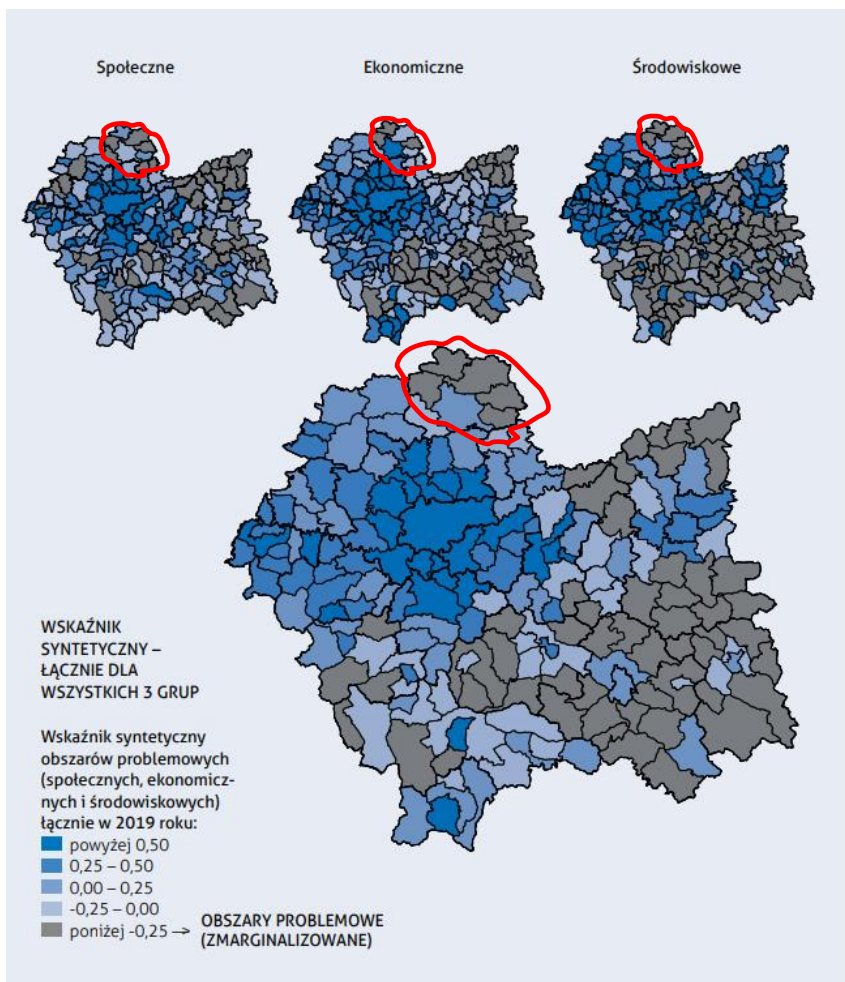 Społeczne
Ekonomiczne
Środowiskowe
WSKAŹNIK
SYNTETYCZNY –
ŁĄCZNIE DLA
WSZYSTKICH 3 GRUP
Wskaźnik syntetyczny
obszarów problemowych
(społecznych, ekonomicz-
nych i środowiskowych)
łącznie w 2019 roku:
powyżej 0,50
0,25 – 0,50
0,00 – 0,25
-0,25 – 0,00
poniżej -0,25 → OBSZARY PROBLEMOWE
(ZMARGINALIZOWANE)